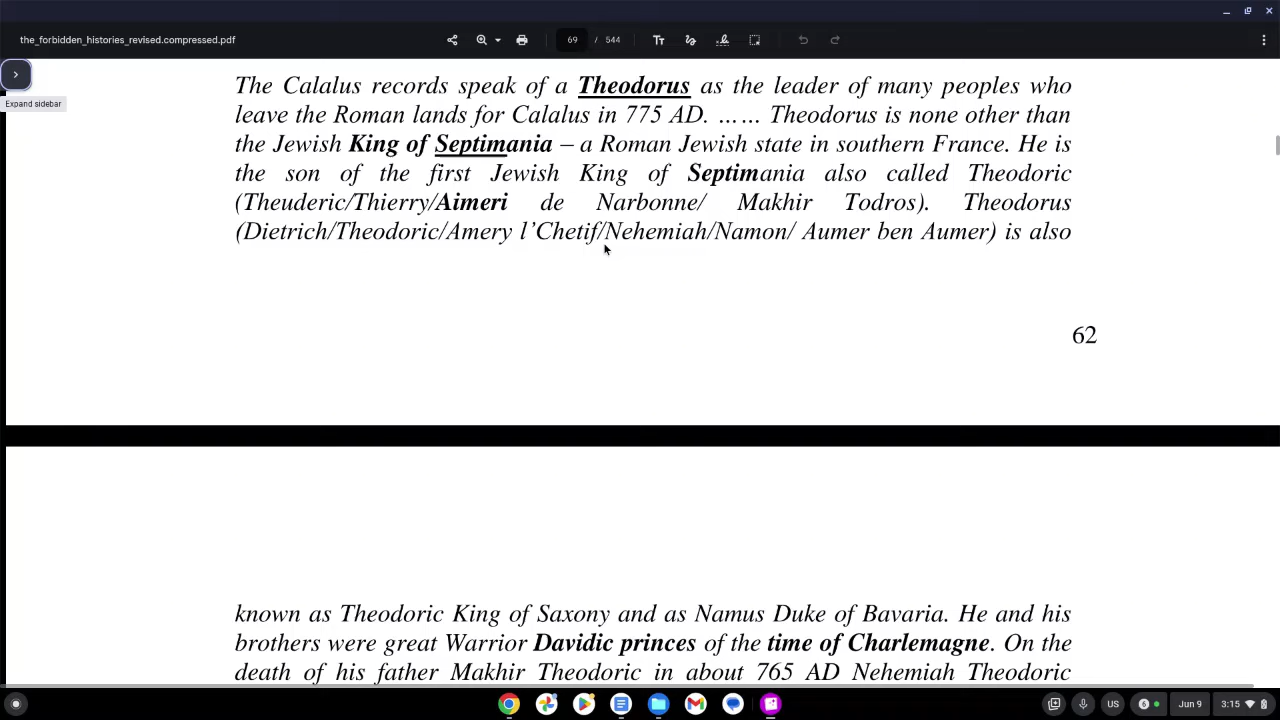 the_forbidden_histories_revised.compressed.pdf
69 / 544
Expand sidebar
The Calalus records speak of a Theodorus as the leader of many peoples who
leave the Roman lands for Calalus in 775 AD. …… Theodorus is none other than
the Jewish King of Septimania – a Roman Jewish state in southern France. He is
the son of the first Jewish King of Septimania also called Theodoric
(Theuderic/Thierry/Aimeri de Narbonne/ Makhir Todros). Theodorus
(Dietrich/Theodoric/Amery l’Chetif/Nehemiah/Namon/ Aumer ben Aumer) is also
62
known as Theodoric King of Saxony and as Namus Duke of Bavaria. He and his
brothers were great Warrior Davidic princes of the time of Charlemagne. On the
death of his father Makhir Theodoric in about 765 AD Nehemiah Theodoric
US
6
Jun 9
3:15